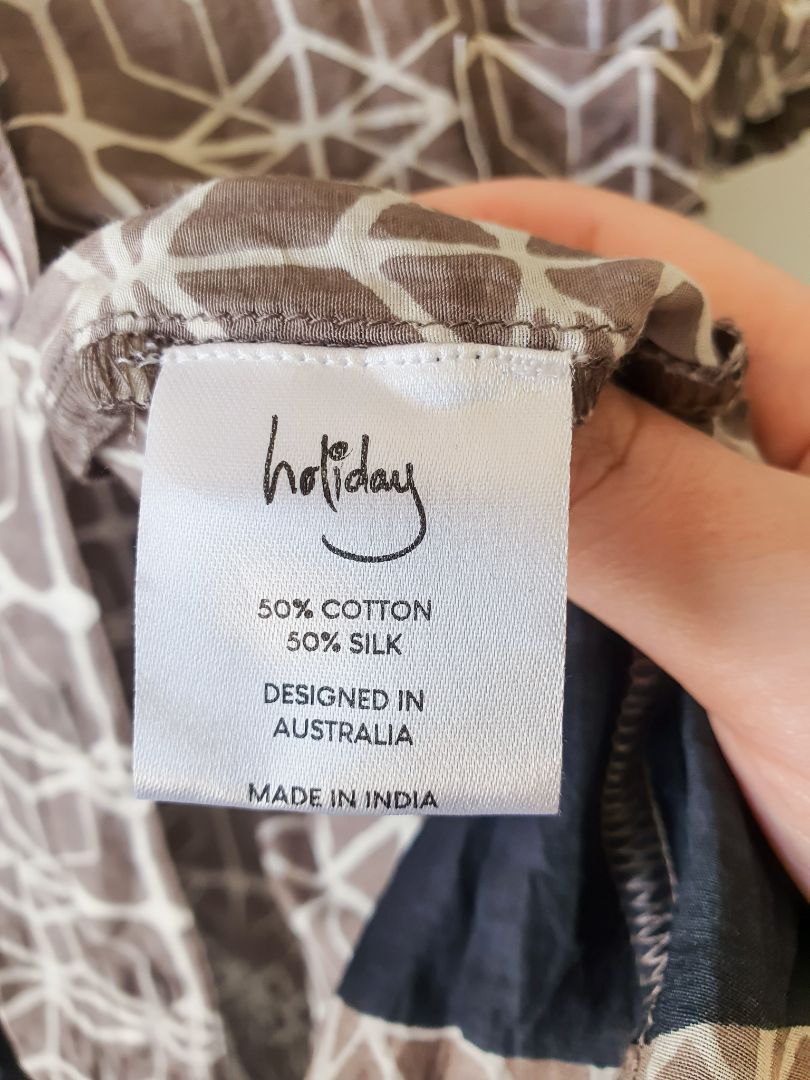 holiday
50% COTTON
50% SILK
DESIGNED IN
AUSTRALIA
MADE IN INDIA